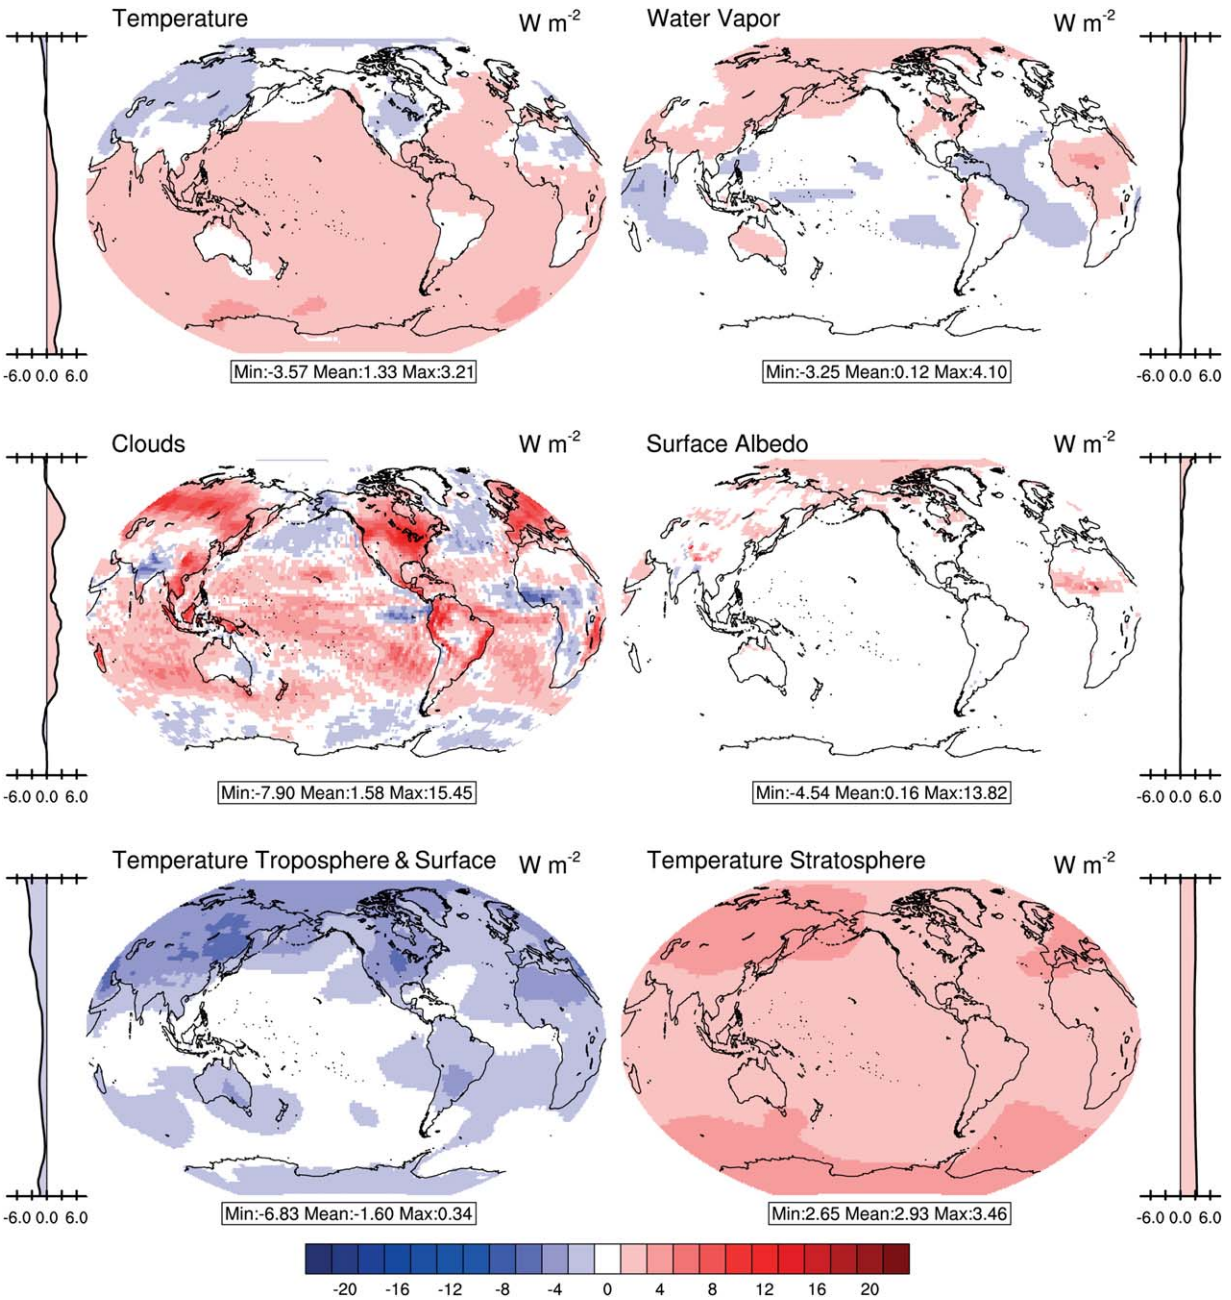 Temperature W m-2
Water Vapor W m-2
-6.0 0.0 6.0
Min:-3.57 Mean:1.33 Max:3.21
Min:-3.25 Mean:0.12 Max:4.10
-6.0 0.0 6.0
Clouds W m-2
Surface Albedo W m-2
-6.0 0.0 6.0
Min:-7.90 Mean:1.58 Max:15.45
Min:-4.54 Mean:0.16 Max:13.82
-6.0 0.0 6.0
Temperature Troposphere & Surface W m-2
Temperature Stratosphere W m-2
-6.0 0.0 6.0
Min:-6.83 Mean:-1.60 Max:0.34
Min:2.65 Mean:2.93 Max:3.46
-6.0 0.0 6.0
-20 -16 -12 -8 -4 0 4 8 12 16 20